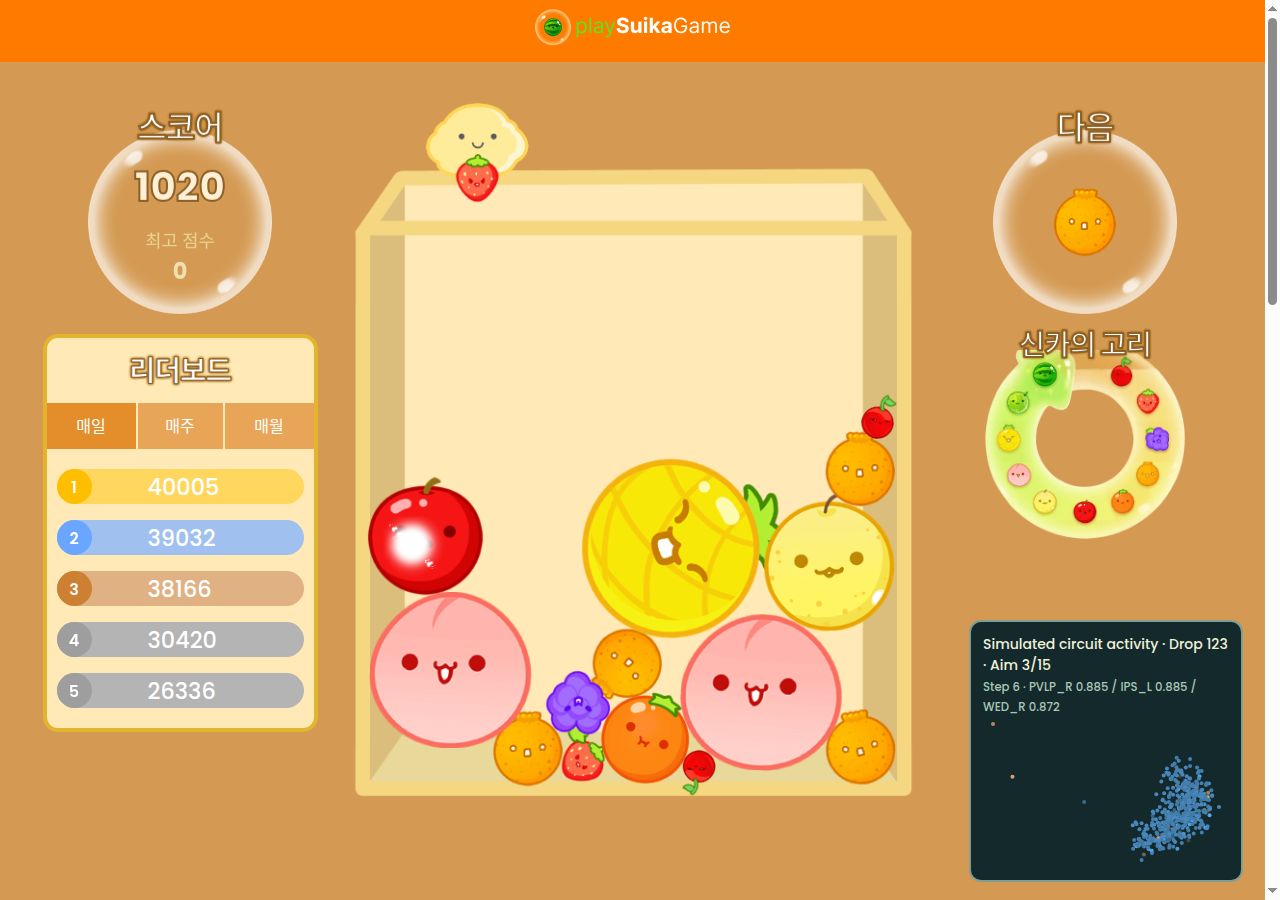 playSuikaGame
스코어
1020
최고 점수
0
리더보드
매일 매주 매월
1 40005
2 39032
3 38166
4 30420
5 26336
다음
신카의 고리
Simulated circuit activity · Drop 123
· Aim 3/15
Step 6 · PVLP_R 0.885 / IPS_L 0.885 /
WED_R 0.872